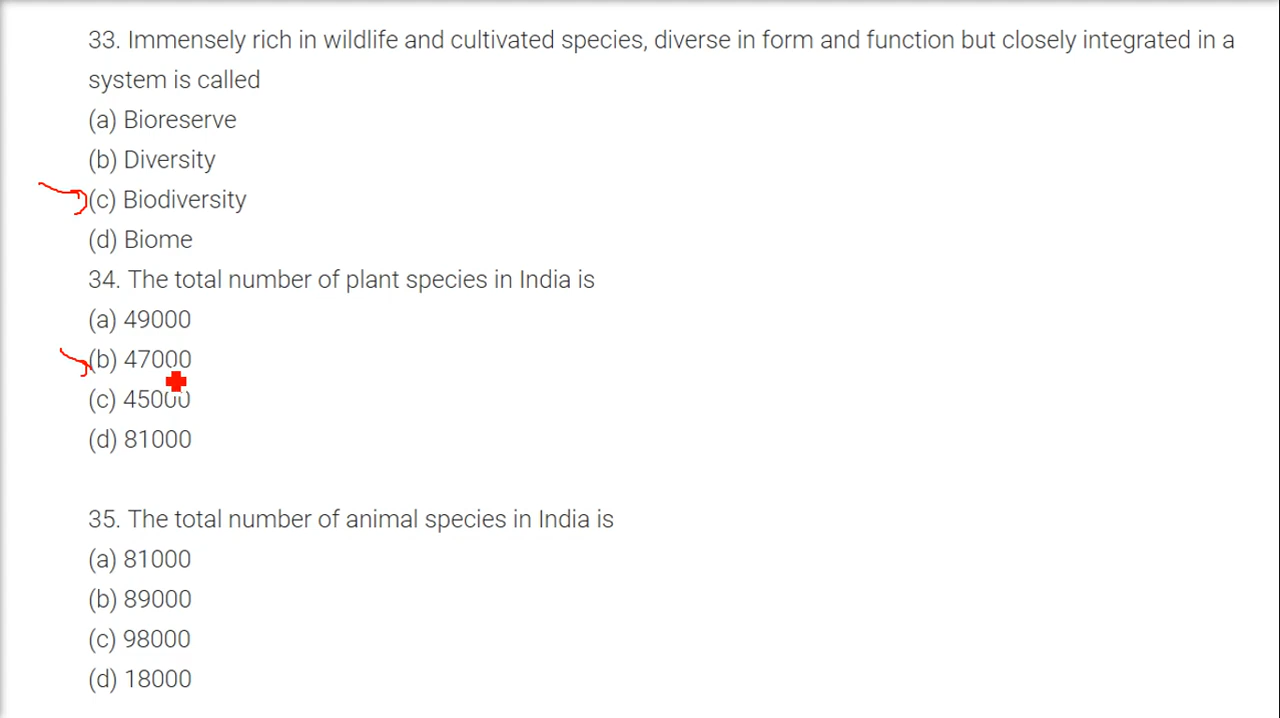 33. Immensely rich in wildlife and cultivated species, diverse in form and function but closely integrated in a
system is called
(a) Bioreserve
(b) Diversity
(c) Biodiversity
(d) Biome
34. The total number of plant species in India is
(a) 49000
(b) 47000
(c) 45000
(d) 81000
35. The total number of animal species in India is
(a) 81000
(b) 89000
(c) 98000
(d) 18000